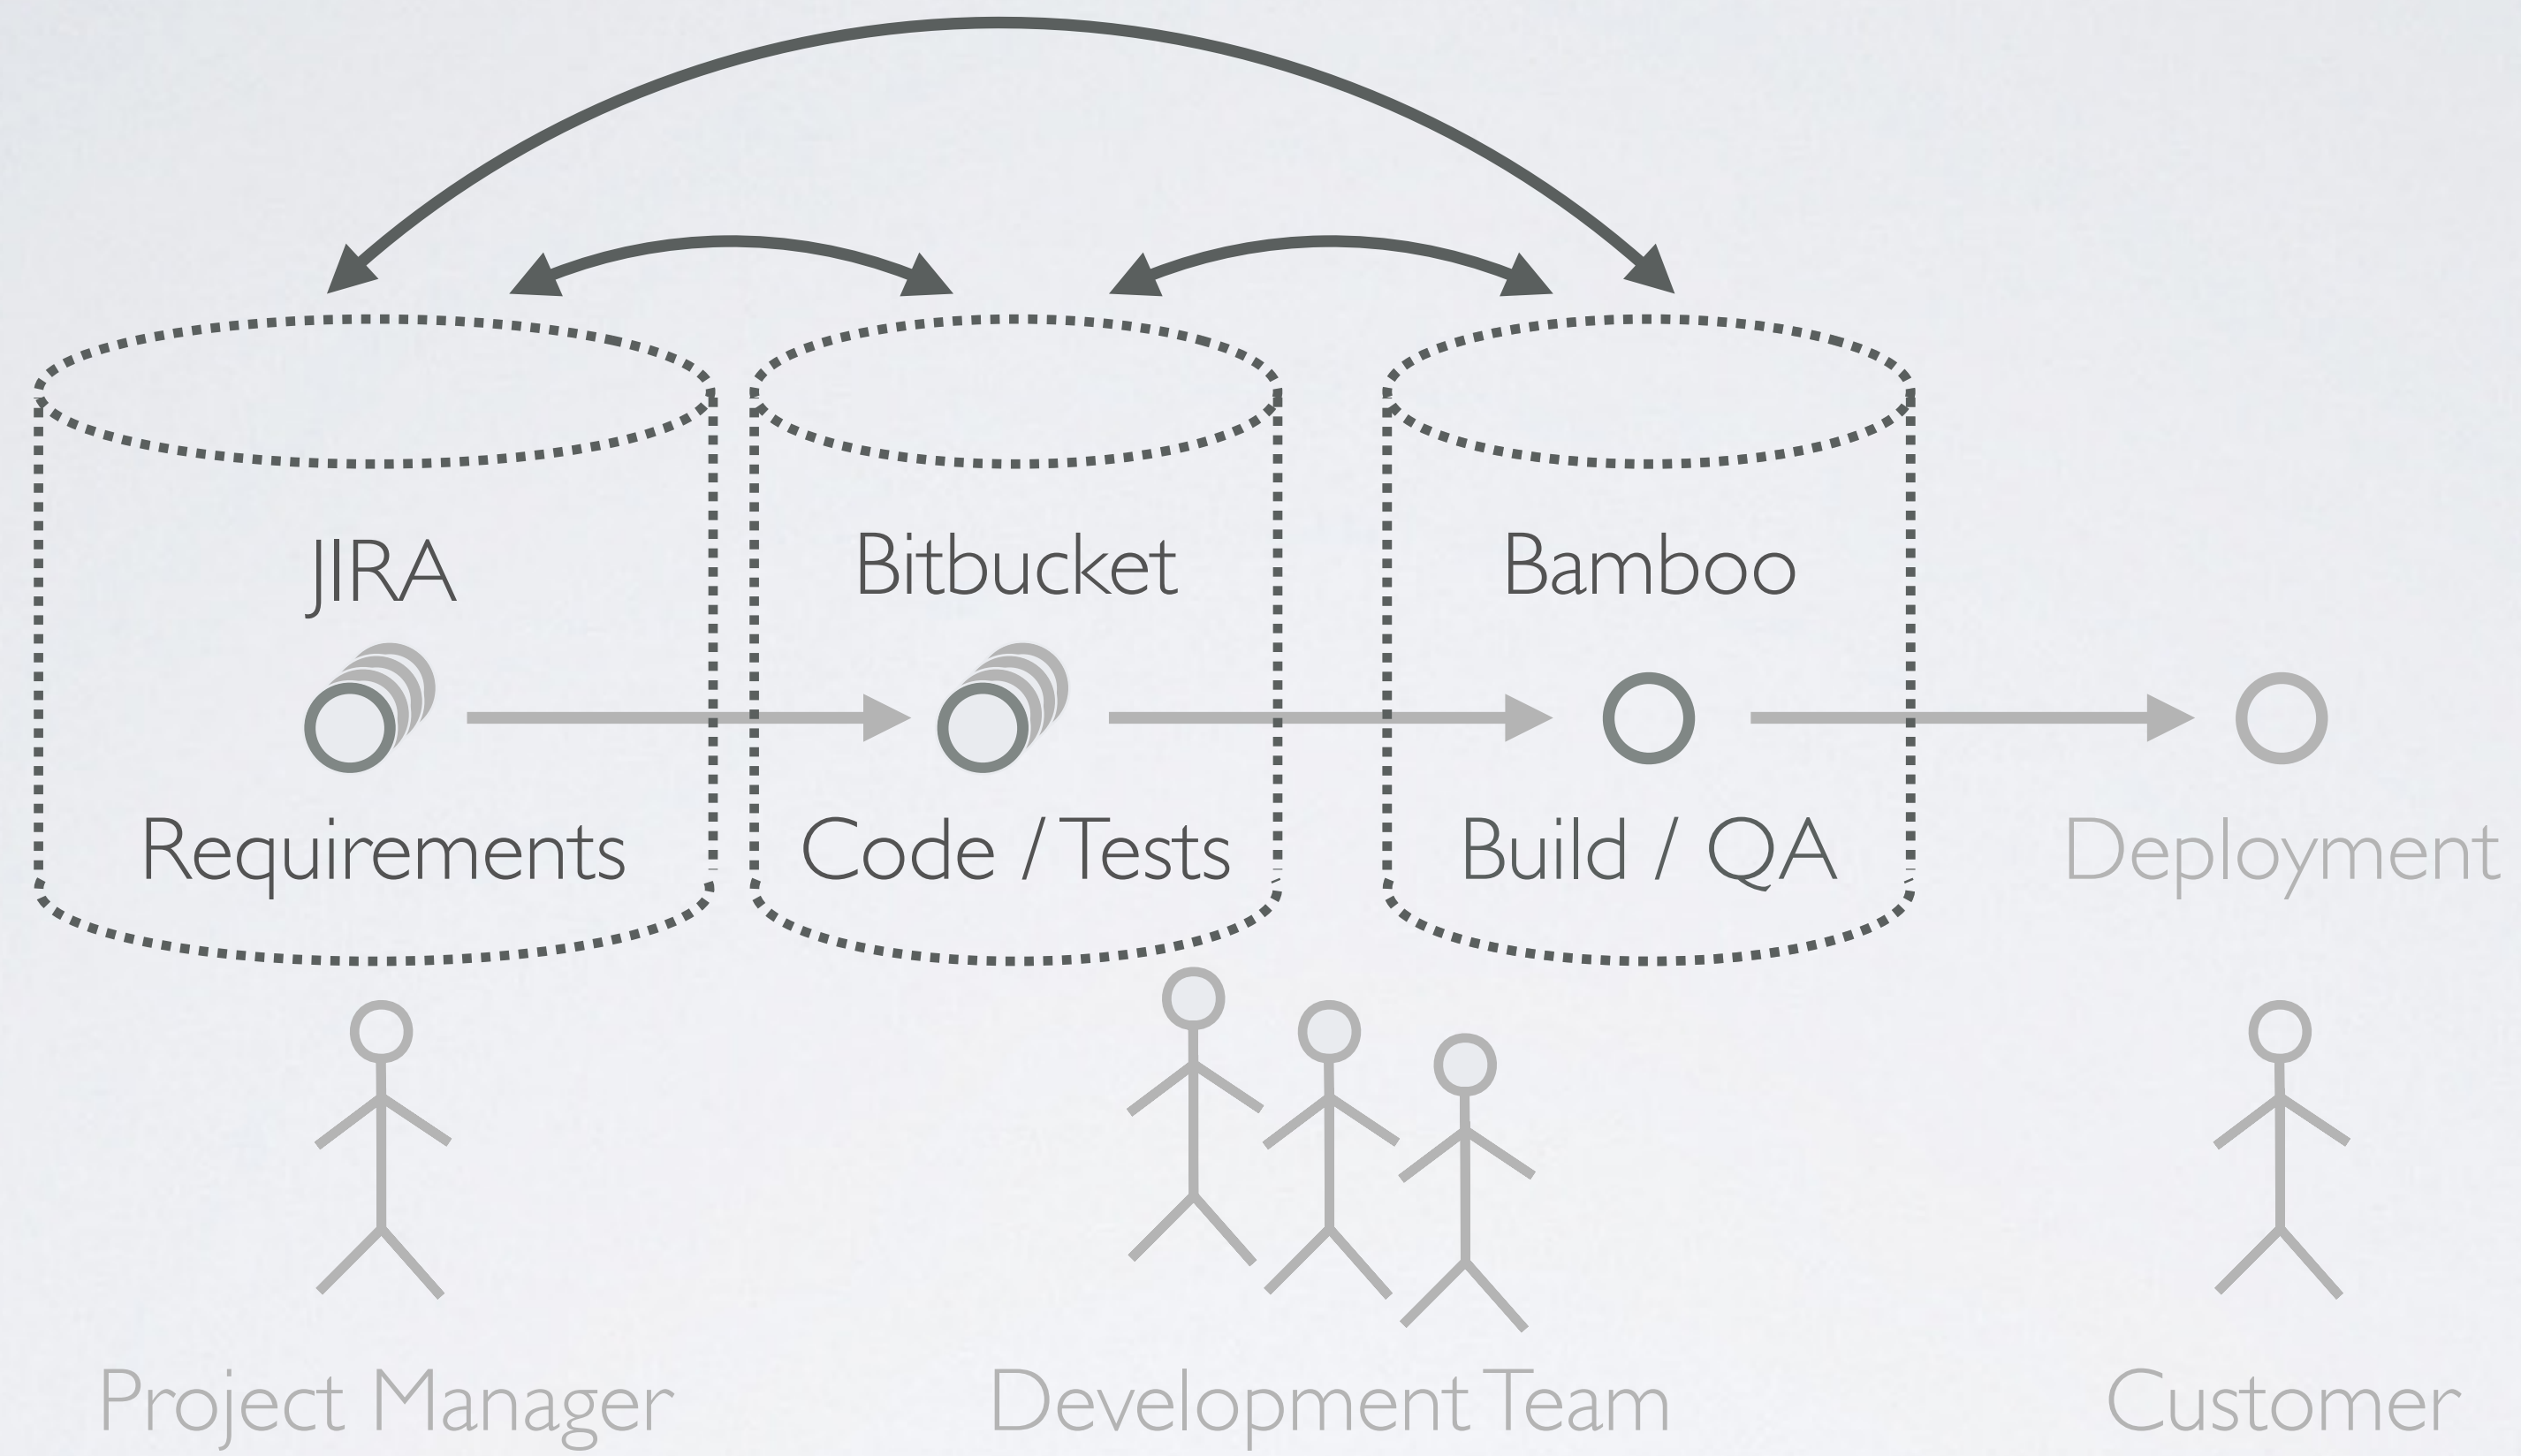 JIRA
Bitbucket
Bamboo
Requirements
Code / Tests
Build / QA
Deployment
Project Manager
Development Team
Customer